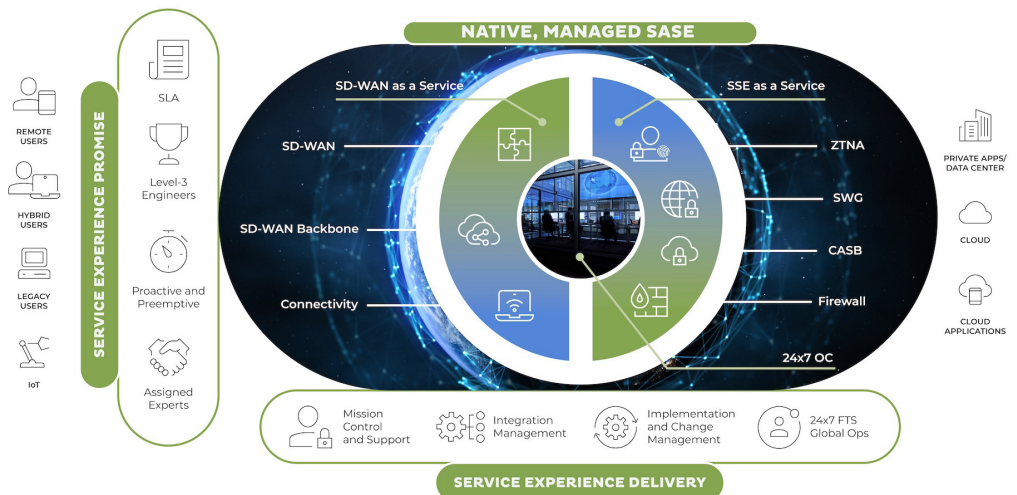 NATIVE, MANAGED SASE
SERVICE EXPERIENCE PROMISE
REMOTE
USERS
HYBRID
USERS
LEGACY
USERS
IoT
SLA
Level-3
Engineers
Proactive and
Preemptive
Assigned
Experts
SD-WAN as a Service
SD-WAN
SD-WAN Backbone
Connectivity
SSE as a Service
ZTNA
SWG
CASB
Firewall
24x7 OC
PRIVATE APPS/
DATA CENTER
CLOUD
CLOUD
APPLICATIONS
Mission
Control
and Support
Integration
Management
Implementation
and Change
Management
24x7 FTS
Global Ops
SERVICE EXPERIENCE DELIVERY